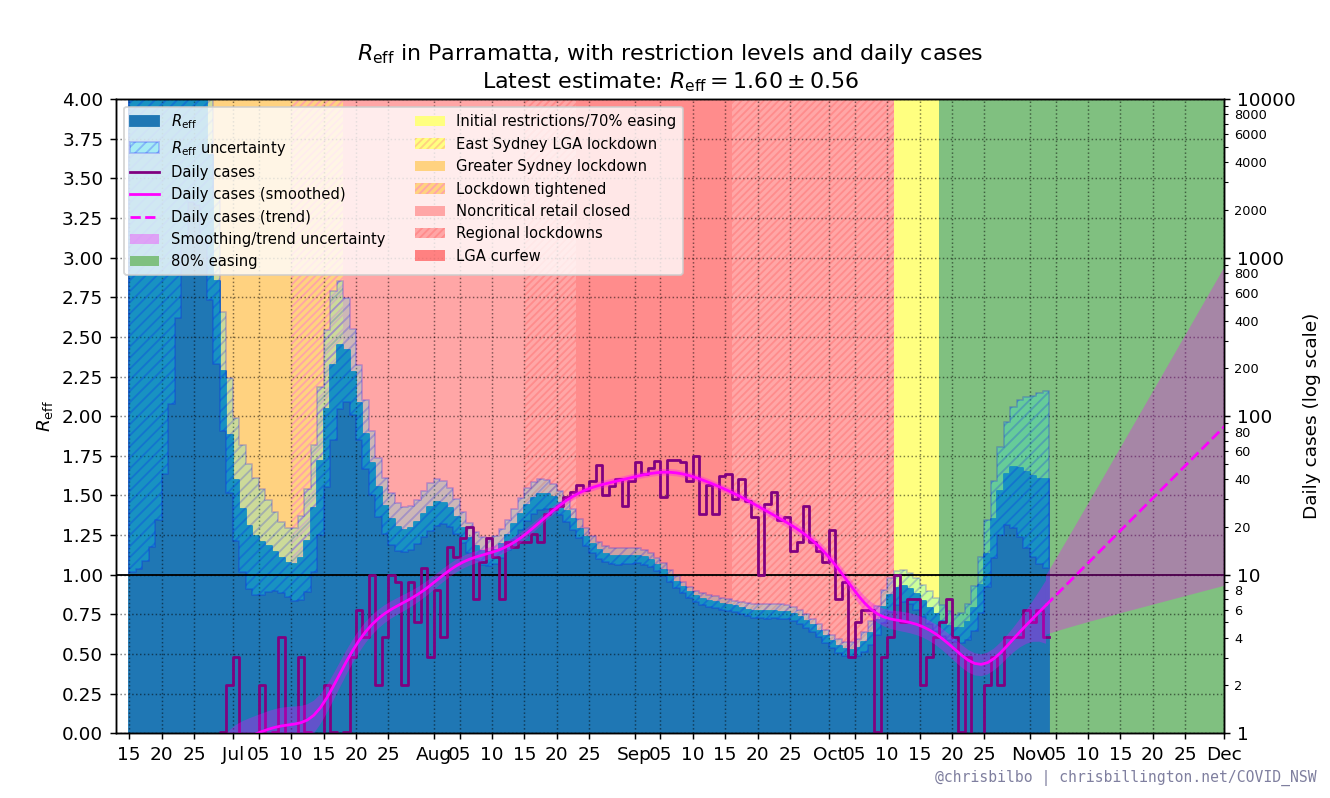 Reff in Parramatta, with restriction levels and daily cases
Latest estimate: Reff = 1.60 ± 0.56
Reff
Reff uncertainty
Daily cases
Daily cases (smoothed)
Daily cases (trend)
Smoothing/trend uncertainty
80% easing
Initial restrictions/70% easing
East Sydney LGA lockdown
Greater Sydney lockdown
Lockdown tightened
Noncritical retail closed
Regional lockdowns
LGA curfew
Reff
4.00
3.75
3.50
3.25
3.00
2.75
2.50
2.25
2.00
1.75
1.50
1.25
1.00
0.75
0.50
0.25
0.00
10000
8000
6000
4000
2000
1000
800
600
400
200
100
80
60
40
20
10
8
6
4
2
1
Daily cases (log scale)
15 20 25 Jul 05 10 15 20 25 Aug 05 10 15 20 25 Sep 05 10 15 20 25 Oct 05 10 15 20 25 Nov 05 10 15 20 25 Dec
@chrisbilbo | chrisbillington.net/COVID_NSW